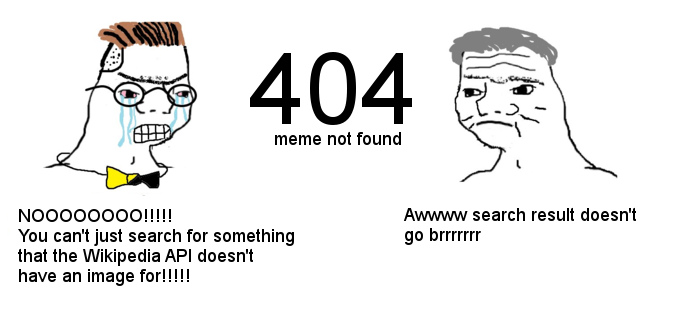 404
meme not found
NOOOOOOOO!!!!!
You can't just search for something
that the Wikipedia API doesn't
have an image for!!!!!
Awwww search result doesn't
go brrrrrrr